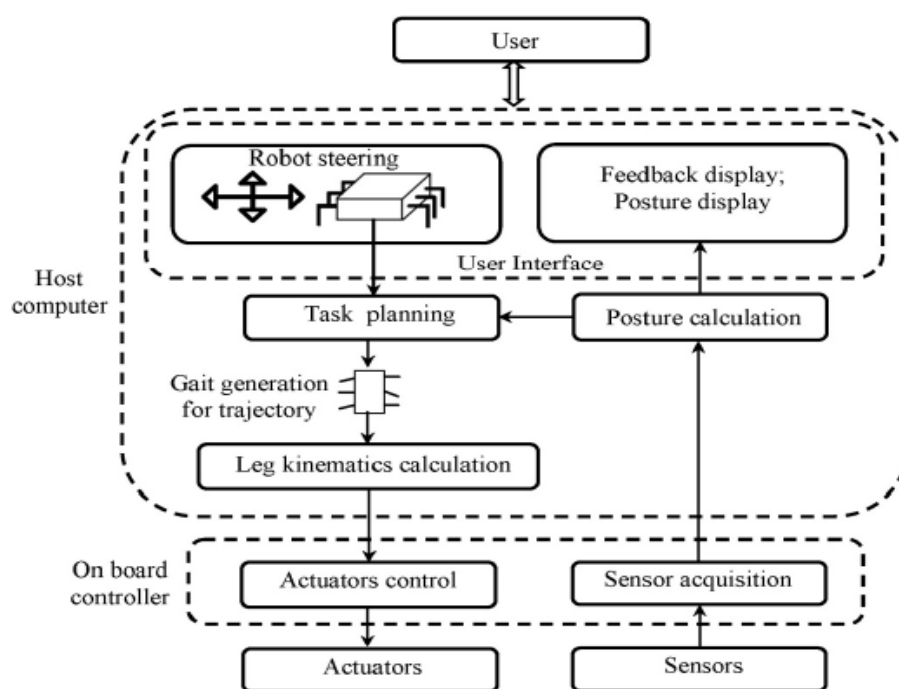 User
Robot steering
Feedback display;
Posture display
User Interface
Host
computer
Task planning
Posture calculation
Gait generation
for trajectory
Leg kinematics calculation
On board
controller
Actuators control
Sensor acquisition
Actuators
Sensors